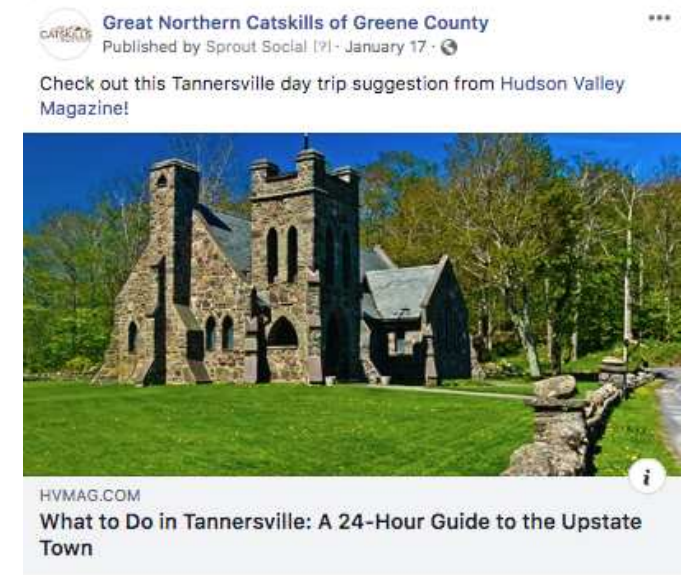 CATSKILLS
Great Northern Catskills of Greene County
Published by Sprout Social [?] · January 17 ·
Check out this Tannersville day trip suggestion from Hudson Valley
Magazine!
i
HVMAG.COM
What to Do in Tannersville: A 24-Hour Guide to the Upstate
Town